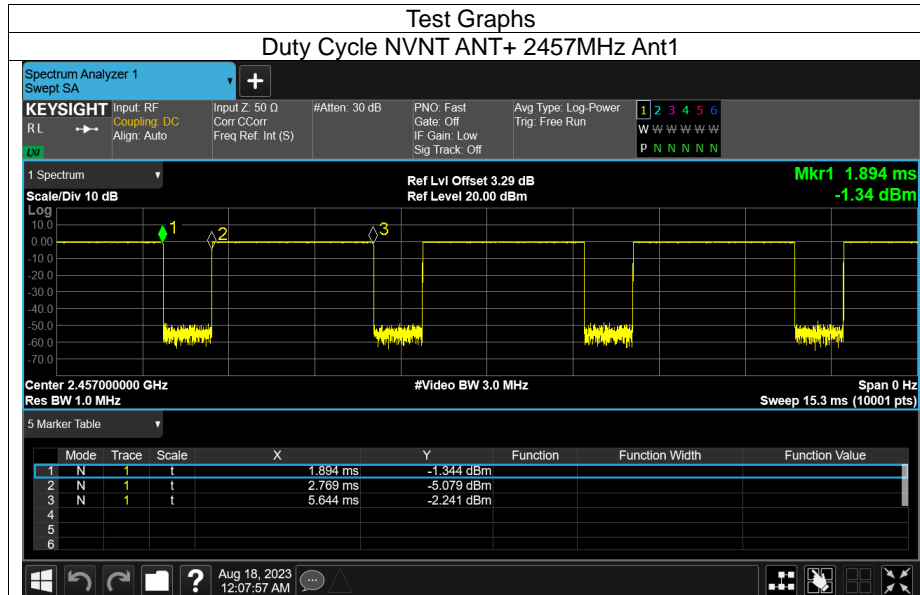 Test Graphs
Duty Cycle NVNT ANT+ 2457MHz Ant1
Spectrum Analyzer 1
Swept SA
+
KEYSIGHT Input: RF Input Z: 50 Ω #Atten: 30 dB PNO: Fast Avg Type: Log-Power 1 2 3 4 5 6
RL Coupling: DC Corr CCorr Gate: Off Trig: Free Run W W W W W W
Align: Auto Freq Ref: Int (S) IF Gain: Low
LXI Sig Track: Off P N N N N N
1 Spectrum Ref Lvl Offset 3.29 dB Mkr1 1.894 ms
Scale/Div 10 dB Ref Level 20.00 dBm -1.34 dBm
Log
10.0
0.00
-10.0
-20.0
-30.0
-40.0
-50.0
-60.0
-70.0
1 2 3
Center 2.457000000 GHz #Video BW 3.0 MHz Span 0 Hz
Res BW 1.0 MHz Sweep 15.3 ms (10001 pts)
5 Marker Table
Mode Trace Scale X Y Function Function Width Function Value
1 N 1 t 1.894 ms -1.344 dBm
2 N 1 t 2.769 ms -5.079 dBm
3 N 1 t 5.644 ms -2.241 dBm
4
5
6
? Aug 18, 2023
12:07:57 AM